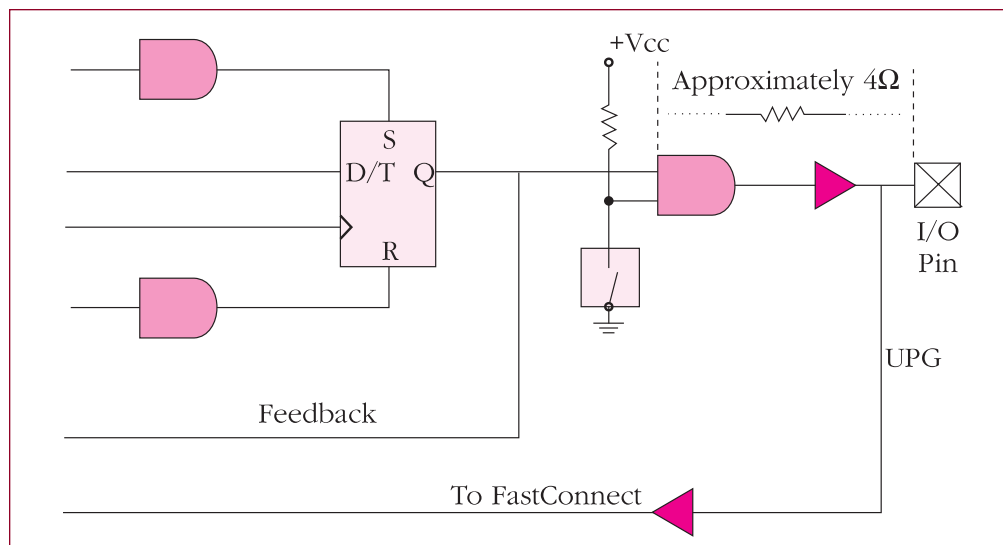 +Vcc
Approximately 4Ω
S
D/T Q
R
I/O
Pin
UPG
Feedback
To FastConnect